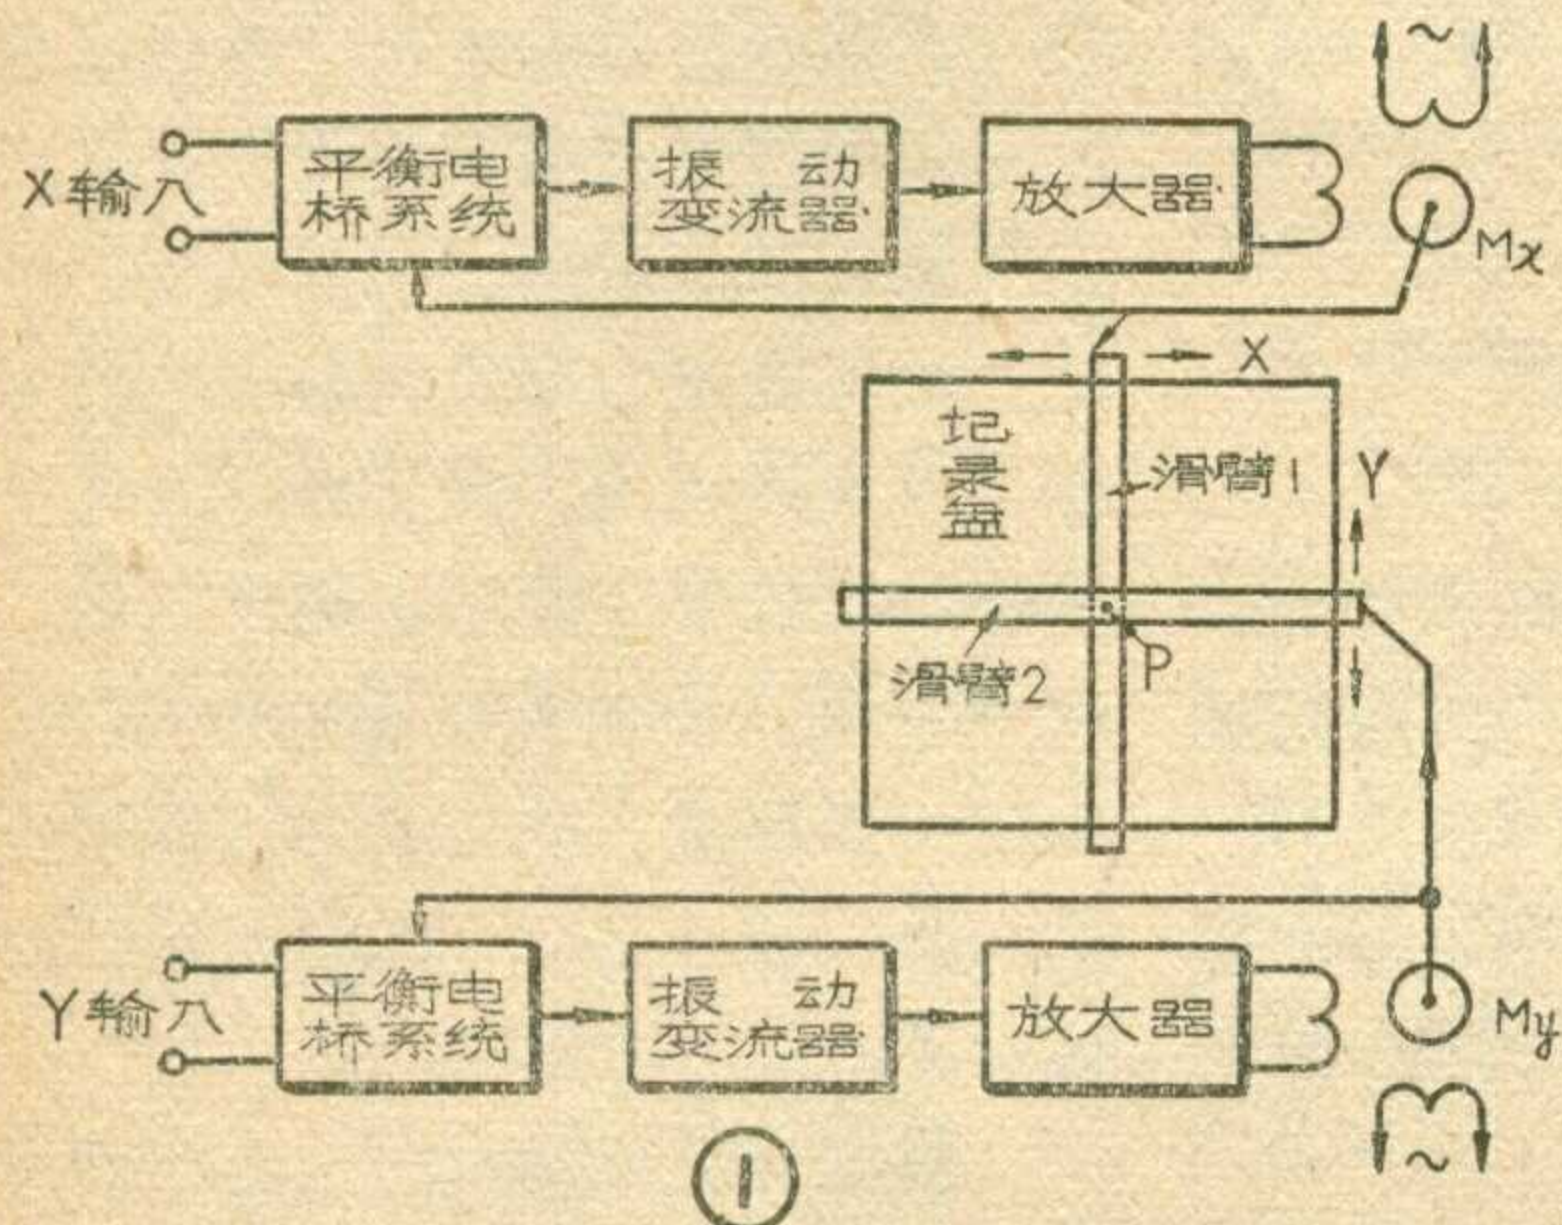 ~
X输入
平衡电
桥系统
振 动
变流器
放大器
Mx
X
记
录
盘
滑臂1
Y
滑臂2
P
Y输入
平衡电
桥系统
振 动
变流器
放大器
My
~
1